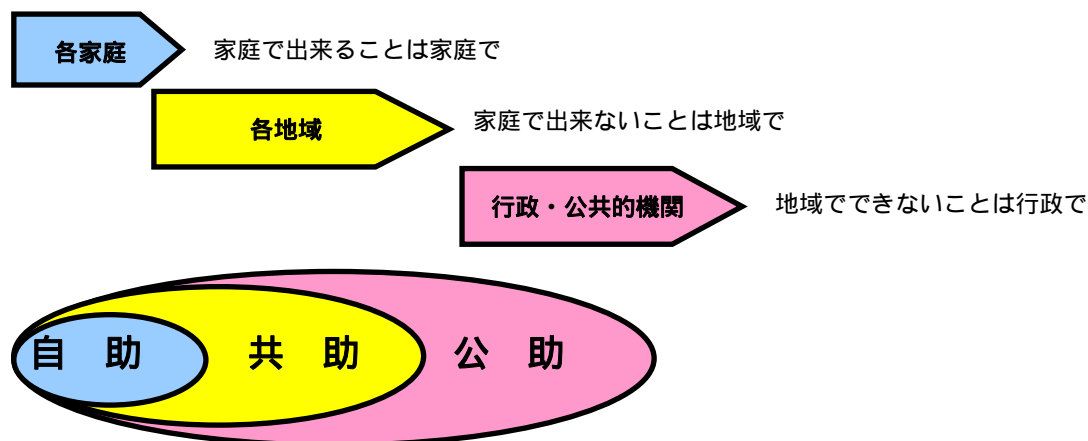 各家庭
家庭で出来ることは家庭で
各地域
家庭で出来ないことは地域で
行政・公共的機関
地域でできないことは行政で
自 助 共 助 公 助